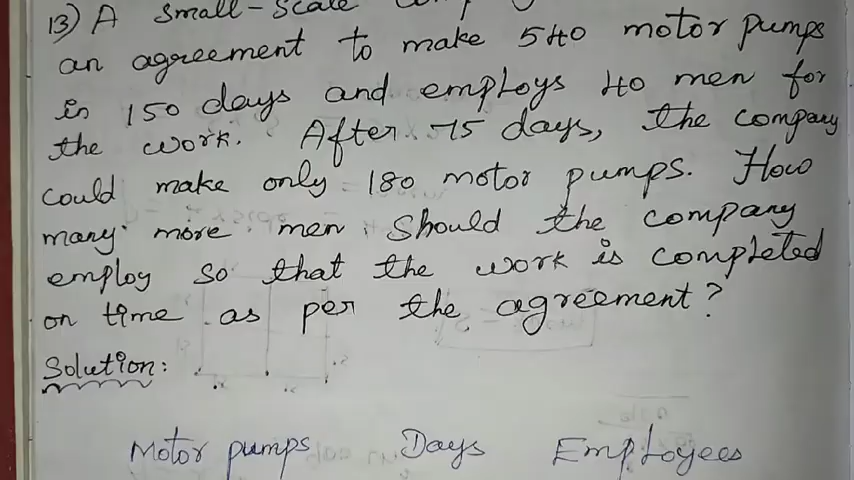 13) A Small-Scale
an agreement to make 540 motor pumps
in 150 days and employs 40 men for
the work. After 75 days, the company
could make only 180 motor pumps. How
many more men should the company
employ so that the work is completed
on time as per the agreement?
Solution:
Motor pumps Days Employees